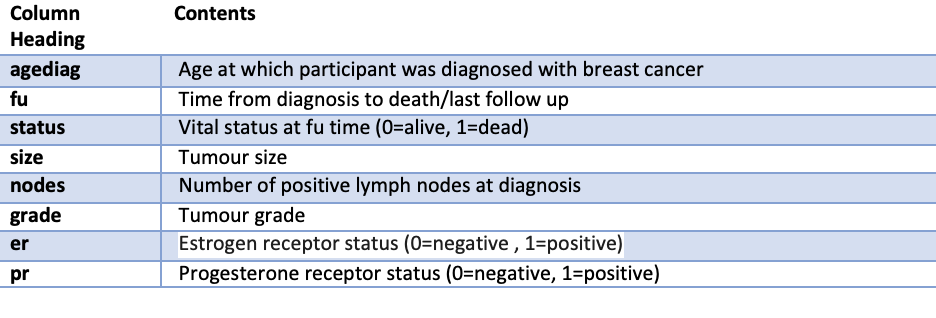 Column Heading Contents
agediag Age at which participant was diagnosed with breast cancer
fu Time from diagnosis to death/last follow up
status Vital status at fu time (0=alive, 1=dead)
size Tumour size
nodes Number of positive lymph nodes at diagnosis
grade Tumour grade
er Estrogen receptor status (0=negative , 1=positive)
pr Progesterone receptor status (0=negative, 1=positive)